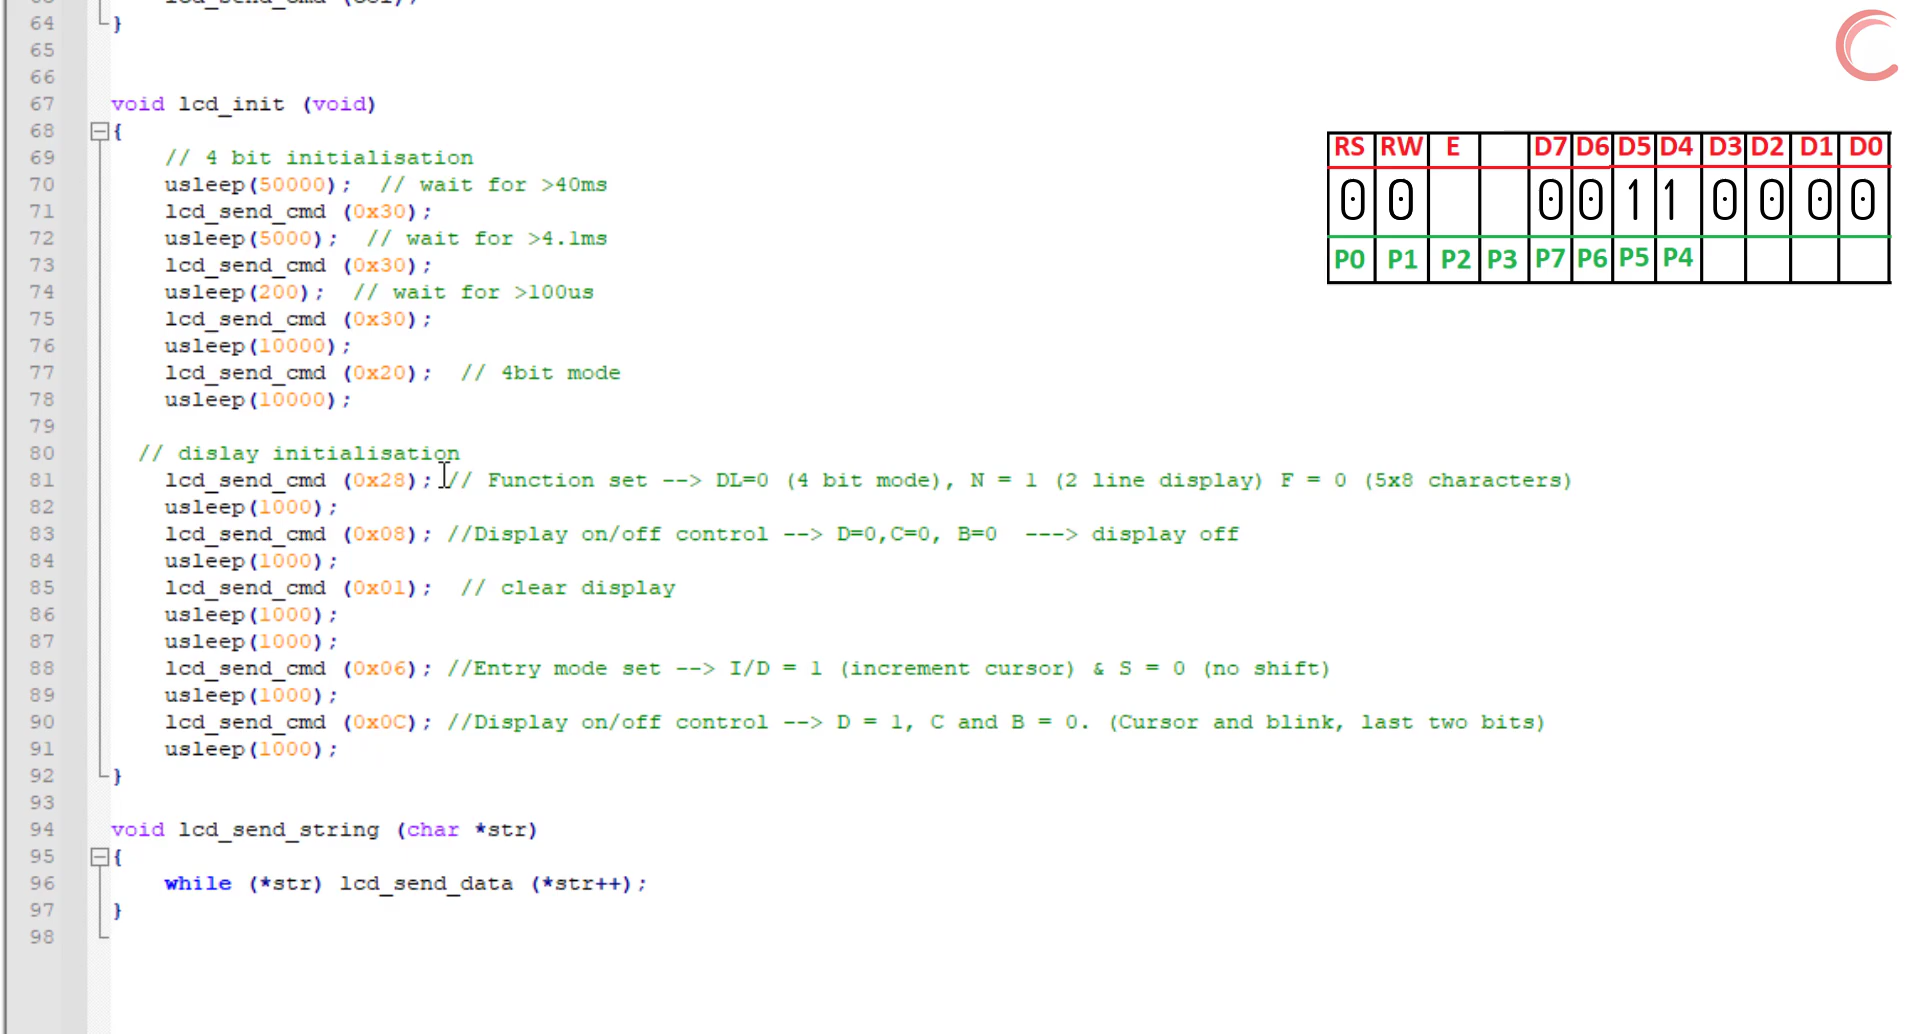 64 }
65
66
67 void lcd_init (void)
68 {
69 // 4 bit initialisation
70 usleep(50000); // wait for >40ms
71 lcd_send_cmd (0x30);
72 usleep(5000); // wait for >4.1ms
73 lcd_send_cmd (0x30);
74 usleep(200); // wait for >100us
75 lcd_send_cmd (0x30);
76 usleep(10000);
77 lcd_send_cmd (0x20); // 4bit mode
78 usleep(10000);
79
80 // dislay initialisation
81 lcd_send_cmd (0x28); // Function set --> DL=0 (4 bit mode), N = 1 (2 line display) F = 0 (5x8 characters)
82 usleep(1000);
83 lcd_send_cmd (0x08); //Display on/off control --> D=0,C=0, B=0 ---> display off
84 usleep(1000);
85 lcd_send_cmd (0x01); // clear display
86 usleep(1000);
87 usleep(1000);
88 lcd_send_cmd (0x06); //Entry mode set --> I/D = 1 (increment cursor) & S = 0 (no shift)
89 usleep(1000);
90 lcd_send_cmd (0x0C); //Display on/off control --> D = 1, C and B = 0. (Cursor and blink, last two bits)
91 usleep(1000);
92 }
93
94 void lcd_send_string (char *str)
95 {
96 while (*str) lcd_send_data (*str++);
97 }
98
RS RW E D7 D6 D5 D4 D3 D2 D1 D0
0 0 0 0 1 1 0 0 0 0
P0 P1 P2 P3 P7 P6 P5 P4